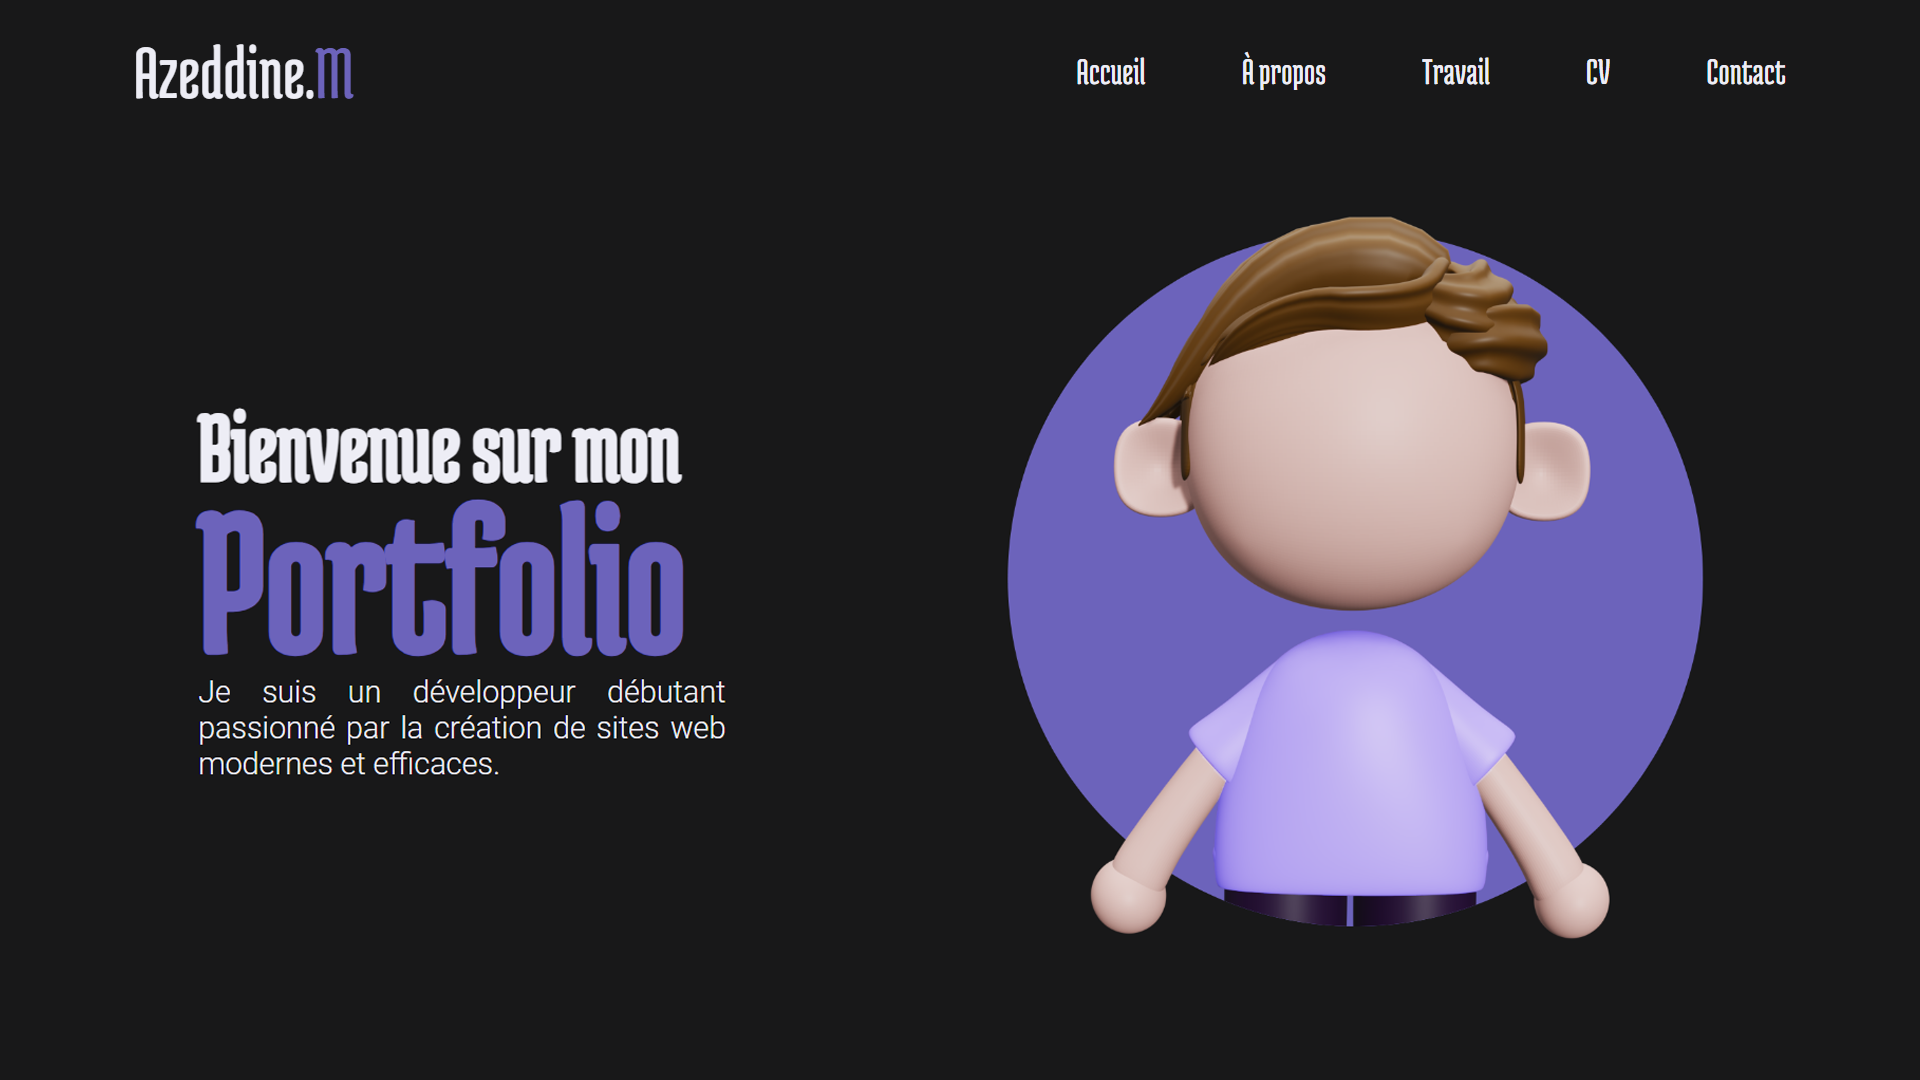 Azeddine.M
Accueil
À propos
Travail
CV
Contact
Bienvenue sur mon
Portfolio
Je suis un développeur débutant
passionné par la création de sites web
modernes et efficaces.